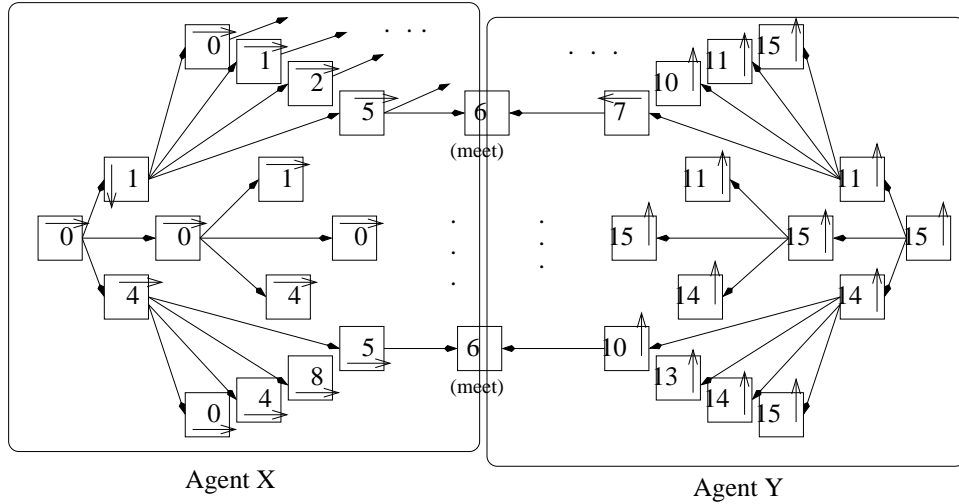 0 . . . . . . 15
1 11
2 10
5 6 7
(meet)
1 1 11 11
0 0 0 . . 15 15 15
. .
. .
4 4 14 14
5 6 10
(meet)
8 13
4 14
0 15
Agent X Agent Y